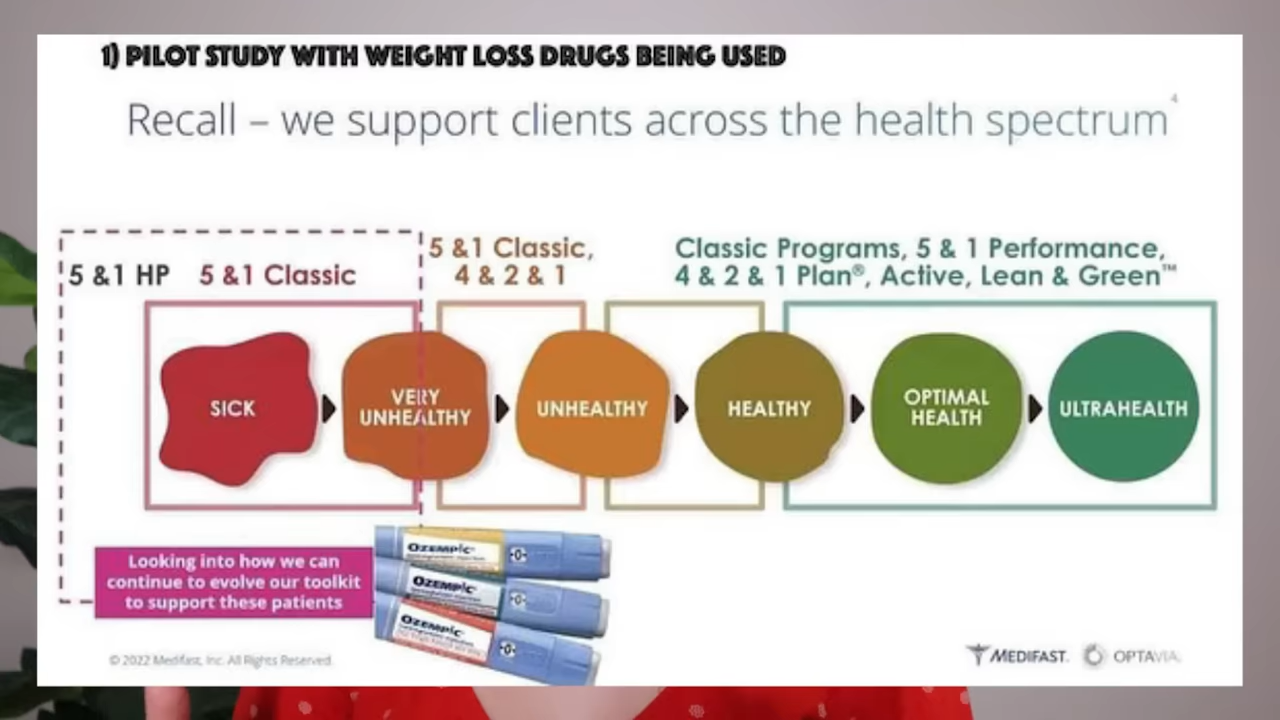 1) PILOT STUDY WITH WEIGHT LOSS DRUGS BEING USED
Recall – we support clients across the health spectrum
4
5 &1 HP 5 &1 Classic
5 &1 Classic,
4 & 2 & 1
Classic Programs, 5 & 1 Performance,
4 & 2 & 1 Plan®, Active, Lean & Green™
SICK
VERY
UNHEALTHY
UNHEALTHY
HEALTHY
OPTIMAL
HEALTH
ULTRAHEALTH
Looking into how we can
continue to evolve our toolkit
to support these patients
OZEMPIC
OZEMPIC
OZEMPIC
© 2022 Medifast, Inc. All Rights Reserved.
MEDIFAST. OPTAVIA.